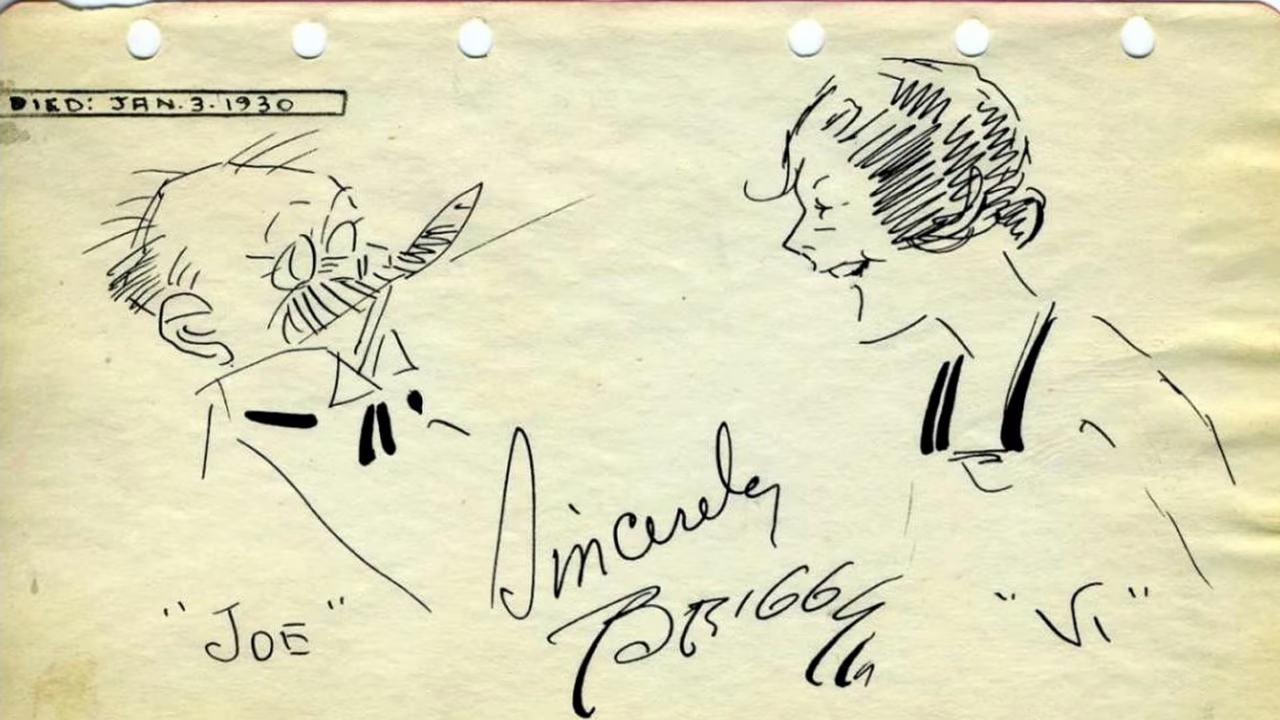 DIED: JAN. 3. 1930
Sincerely
BRIGGS
"JOE"
"VI"